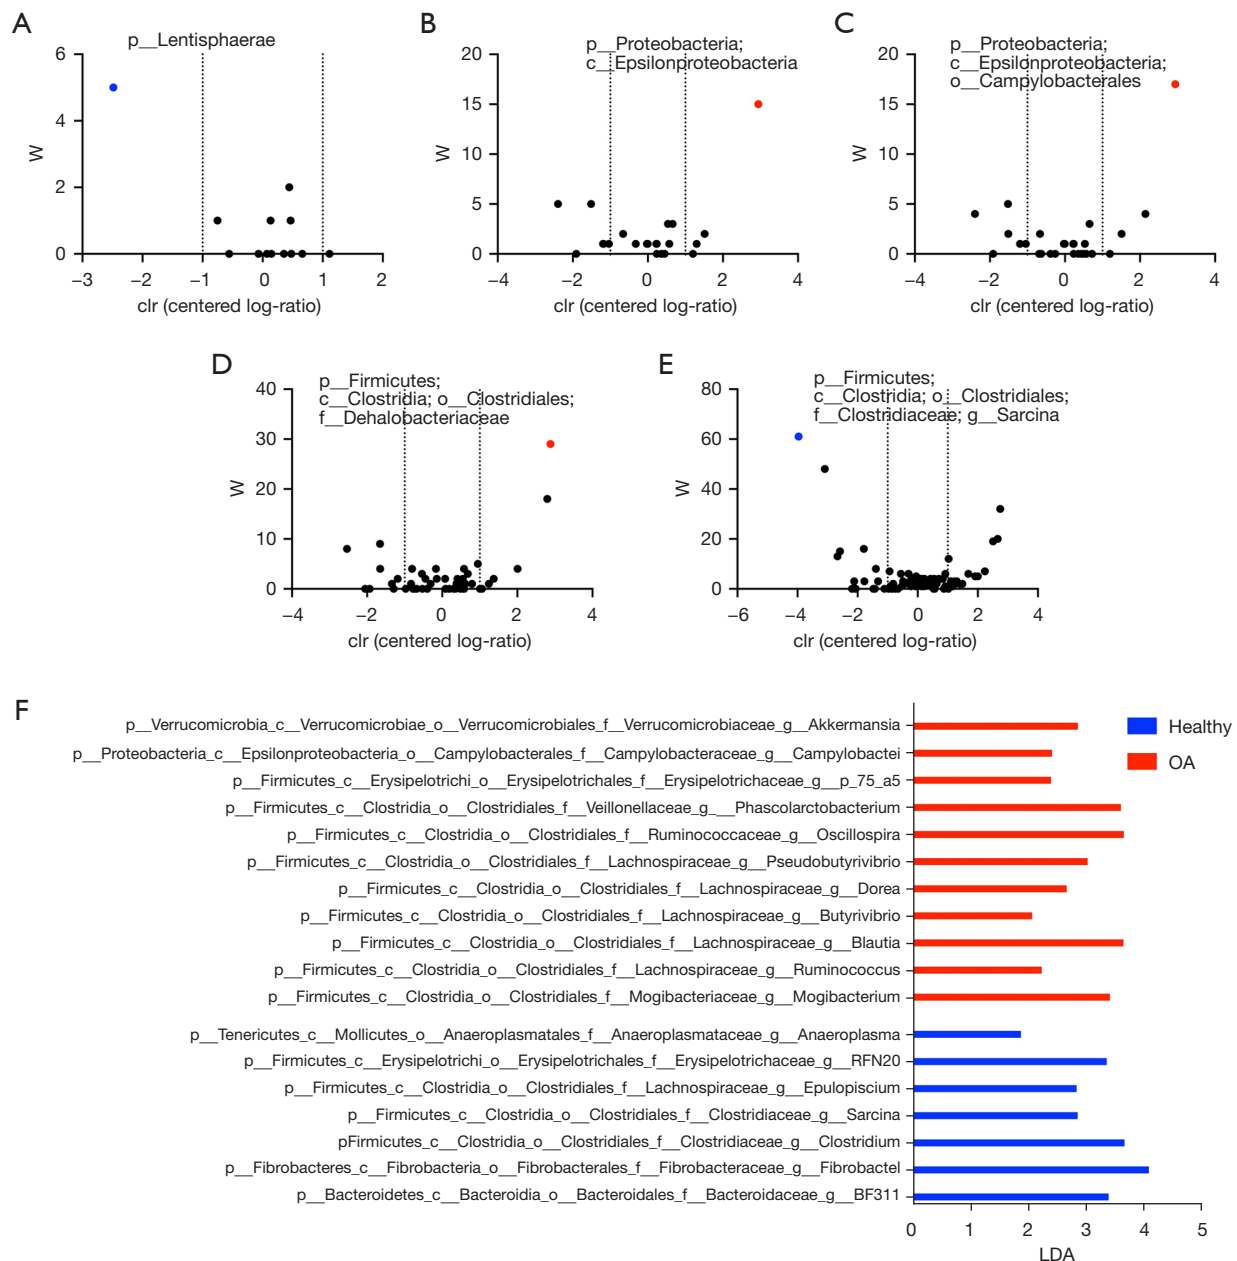 A
p__Lentisphaerae
6
4
2
0
W
−3
−2
−1
0
1
2
clr (centered log-ratio)
B
p__Proteobacteria;
c__Epsilonproteobacteria
20
15
10
5
0
W
−4
−2
0
2
4
clr (centered log-ratio)
C
p__Proteobacteria;
c__Epsilonproteobacteria;
o__Campylobacterales
20
15
10
5
0
W
−4
−2
0
2
4
clr (centered log-ratio)
D
p__Firmicutes;
c__Clostridia; o__Clostridiales;
f__Dehalobacteriaceae
40
30
20
10
0
W
−4
−2
0
2
4
clr (centered log-ratio)
E
p__Firmicutes;
c__Clostridia; o__Clostridiales;
f__Clostridiaceae; g__Sarcina
80
60
40
20
0
W
−6
−4
−2
0
2
4
clr (centered log-ratio)
F
p__Verrucomicrobia_c__Verrucomicrobiae_o__Verrucomicrobiales_f__Verrucomicrobiaceae_g__Akkermansia
p__Proteobacteria_c__Epsilonproteobacteria_o__Campylobacterales_f__Campylobacteraceae_g__Campylobactei
p__Firmicutes_c__Erysipelotrichi_o__Erysipelotrichales_f__Erysipelotrichaceae_g__p_75_a5
p__Firmicutes_c__Clostridia_o__Clostridiales_f__Veillonellaceae_g___Phascolarctobacterium
p__Firmicutes_c__Clostridia_o__Clostridiales_f__Ruminococcaceae_g__Oscillospira
p__Firmicutes_c__Clostridia_o__Clostridiales_f__Lachnospiraceae_g__Pseudobutyrivibrio
p__Firmicutes_c__Clostridia_o__Clostridiales_f__Lachnospiraceae_g__Dorea
p__Firmicutes_c__Clostridia_o__Clostridiales_f__Lachnospiraceae_g__Butyrivibrio
p__Firmicutes_c__Clostridia_o__Clostridiales_f__Lachnospiraceae_g__Blautia
p__Firmicutes_c__Clostridia_o__Clostridiales_f__Lachnospiraceae_g__Ruminococcus
p__Firmicutes_c__Clostridia_o__Clostridiales_f__Mogibacteriaceae_g__Mogibacterium
p__Tenericutes_c__Mollicutes_o__Anaeroplasmatales_f__Anaeroplasmataceae_g__Anaeroplasma
p__Firmicutes_c__Erysipelotrichi_o__Erysipelotrichales_f__Erysipelotrichaceae_g__RFN20
p__Firmicutes_c__Clostridia_o__Clostridiales_f__Lachnospiraceae_g__Epulopiscium
p__Firmicutes_c__Clostridia_o__Clostridiales_f__Clostridiaceae_g__Sarcina
pFirmicutes_c__Clostridia_o__Clostridiales_f__Clostridiaceae_g__Clostridium
p__Fibrobacteres_c__Fibrobacteria_o__Fibrobacterales_f__Fibrobacteraceae_g__Fibrobactel
p__Bacteroidetes_c__Bacteroidia_o__Bacteroidales_f__Bacteroidaceae_g__BF311
0
1
2
3
4
5
LDA
Healthy
OA